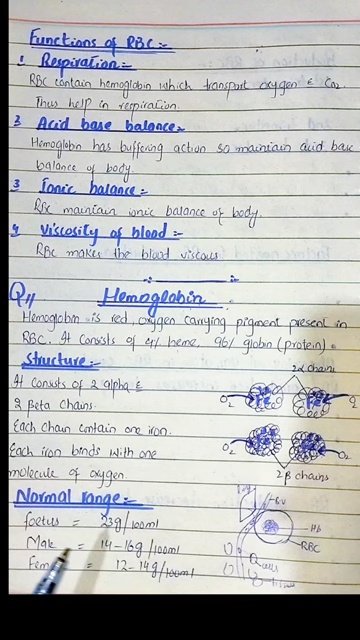 Functions of RBC:-
1 Respiration:-
RBC contain hemoglobin which transport oxygen & Co2.
Thus help in respiration.
2 Acid base balance:-
Hemoglobin has buffering action so maintain acid base
balance of body.
3 Ionic balance:-
RBC maintain ionic balance of body.
4 Viscosity of blood:-
RBC makes the blood viscous
Q11 Hemoglobin
Hemoglobin is red, oxygen carrying pigment present in
RBC. It consists of 4% heme, 96% globin (protein).
Structure:-
2α chains
It consists of 2 alpha &
2 Beta Chains.
O2 Fe Fe O2
Each Chain contain one iron.
Each iron binds with one
O2 O2
molecule of oxygen.
2β chains
Normal range:-
foetus = 23g/100ml
Hb
Male = 14-16g/100ml
RBC
Fem = 12-14g/100ml